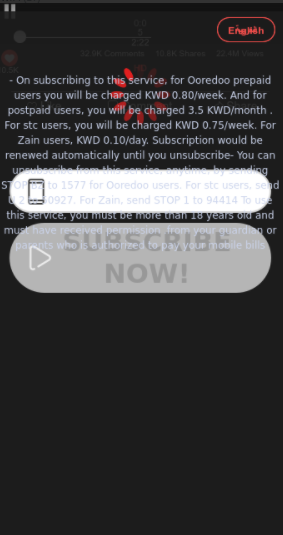 English
0:0
5
2:22
32.6K Comments 10.8K Shares 22.4M Views
- On subscribing to this service, for Ooredoo prepaid
users you will be charged KWD 0.80/week. And for
postpaid users, you will be charged 3.5 KWD/month .
For stc users, you will be charged KWD 0.75/week. For
Zain users, KWD 0.10/day. Subscription would be
renewed automatically until you unsubscribe- You can
unsubscribe from this service, anytime, by sending
STOP to 1577 for Ooredoo users. For stc users, send
to 50927. For Zain, send STOP 1 to 94414 To use
this service, you must be more than 18 years old and
must have received permission from your guardian or
parents who is authorized to pay your mobile bills
SUBSCRIBE
NOW!